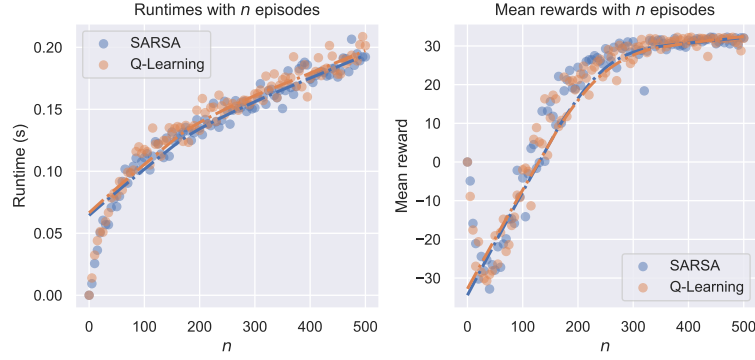 Runtimes with n episodes
SARSA
Q-Learning
Runtime (s)
0.20
0.15
0.10
0.05
0.00
0
100
200
300
400
500
n
Mean rewards with n episodes
Mean reward
30
20
10
0
−10
−20
−30
SARSA
Q-Learning
0
100
200
300
400
500
n